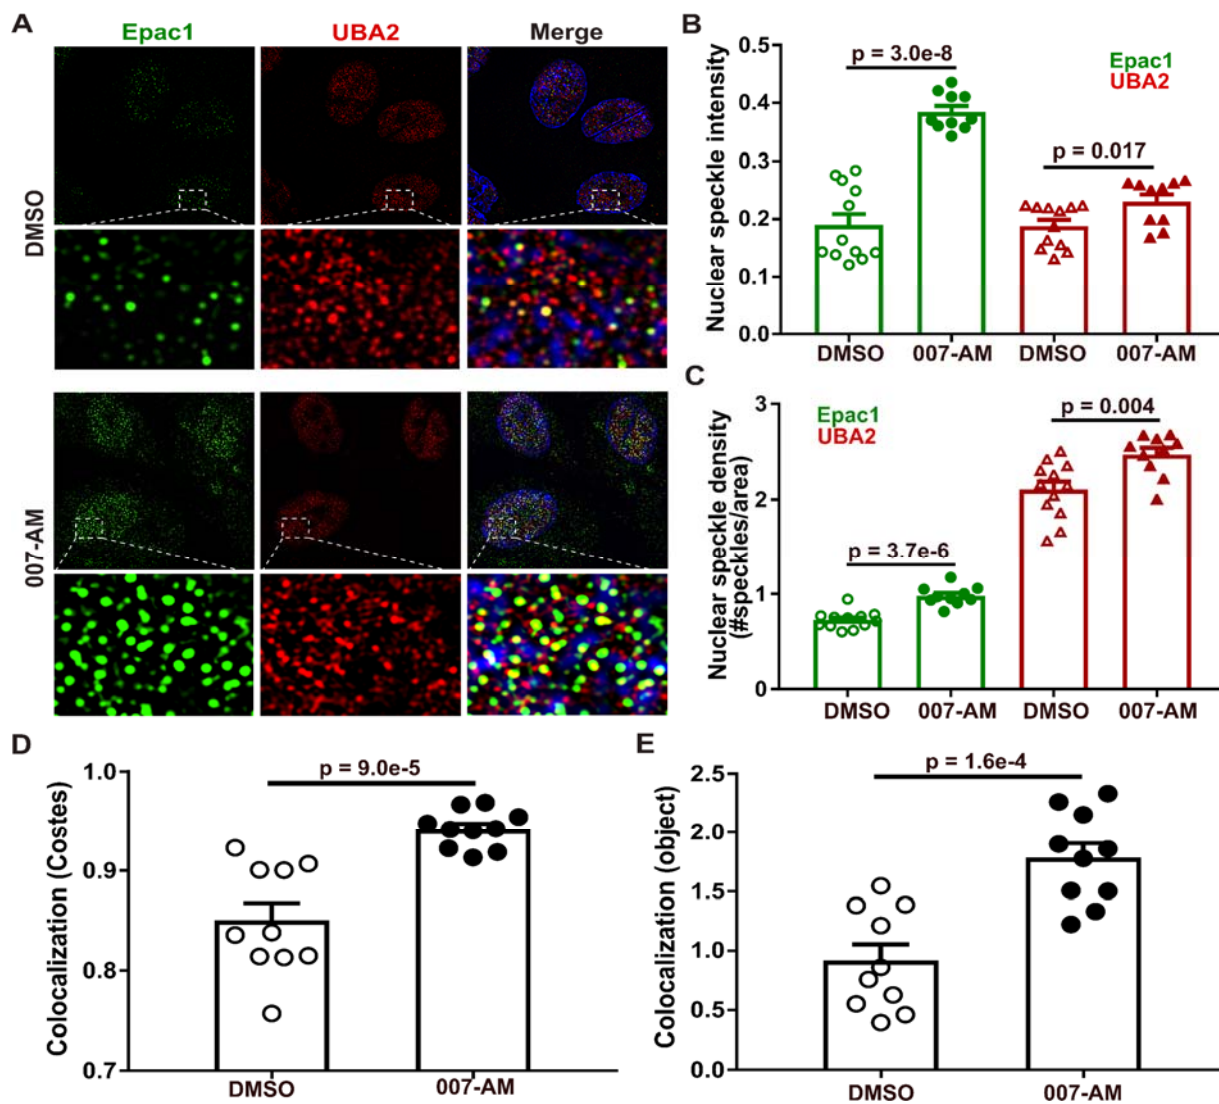 A
Epac1
UBA2
Merge
DMSO
007-AM
B
Nuclear speckle intensity
0.5
0.4
0.3
0.2
0.1
0.0
p = 3.0e-8
Epac1
UBA2
p = 0.017
DMSO
007-AM
DMSO
007-AM
C
Nuclear speckle density
(#speckles/area)
3
2
1
0
Epac1
UBA2
p = 0.004
p = 3.7e-6
DMSO
007-AM
DMSO
007-AM
D
Colocalization (Costes)
1.0
0.9
0.8
0.7
p = 9.0e-5
DMSO
007-AM
E
Colocalization (object)
2.5
2.0
1.5
1.0
0.5
0.0
p = 1.6e-4
DMSO
007-AM